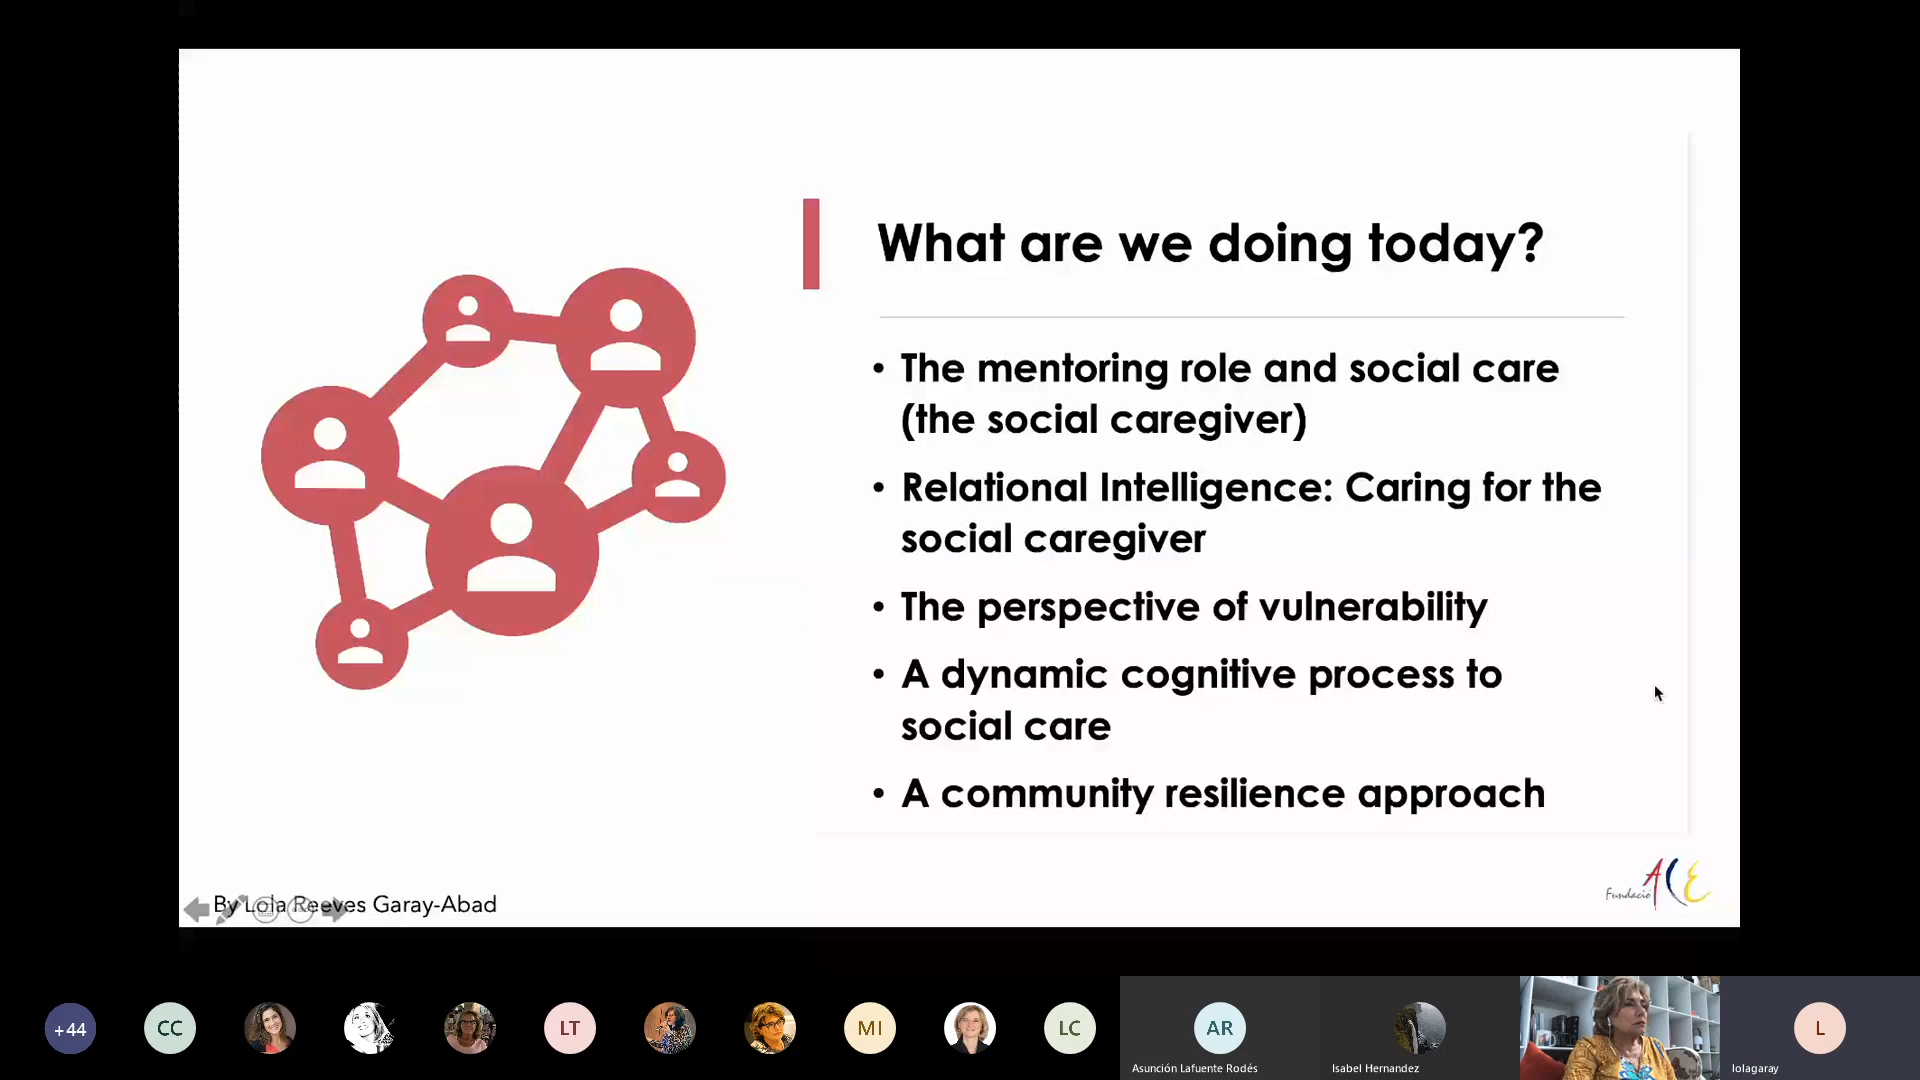 What are we doing today?
• The mentoring role and social care
(the social caregiver)
• Relational Intelligence: Caring for the
social caregiver
• The perspective of vulnerability
• A dynamic cognitive process to
social care
• A community resilience approach
By Lola Reeves Garay-Abad
Fundació ACE
+44
CC
LT
MI
LC
AR
L
Asunción Lafuente Rodés
Isabel Hernandez
lolagaray